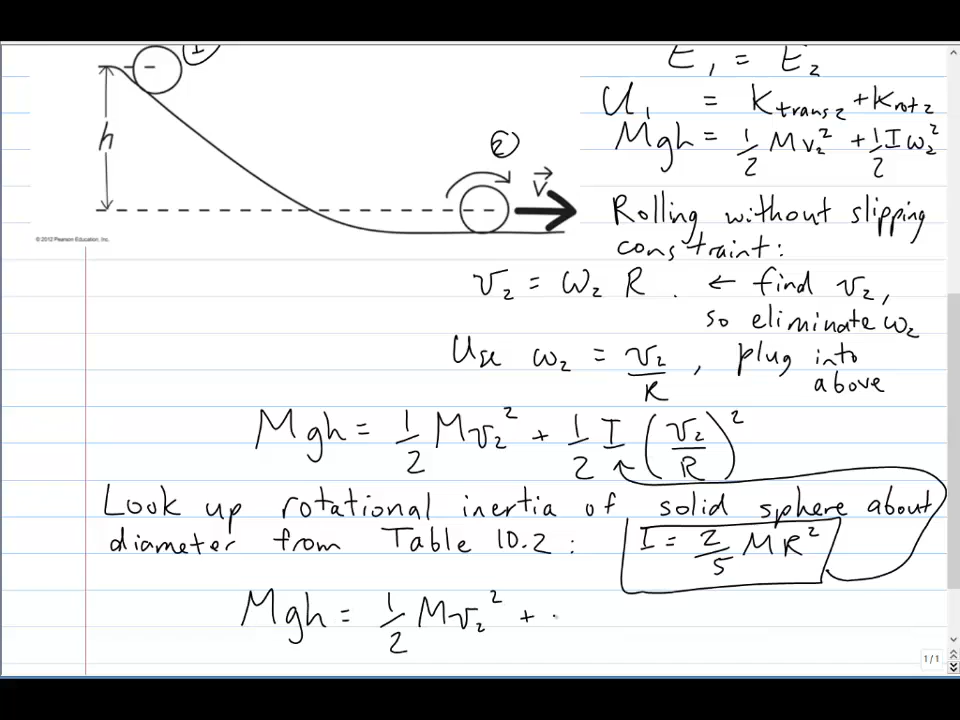 ①
E₁ = E₂
U₁ = K_trans2 + K_rot2
h
Mgh = 1/2 Mv₂² + 1/2 Iω₂²
②
v⃗
Rolling without slipping
constraint:
© 2012 Pearson Education, Inc.
v₂ = ω₂ R . ← find v₂,
so eliminate ω₂
Use ω₂ = v₂/R , plug into
above
Mgh = 1/2 Mv₂² + 1/2 I (v₂/R)²
Look up rotational inertia of solid sphere about
diameter from Table 10.2 : I = 2/5 MR²
Mgh = 1/2 Mv₂² +
1/1